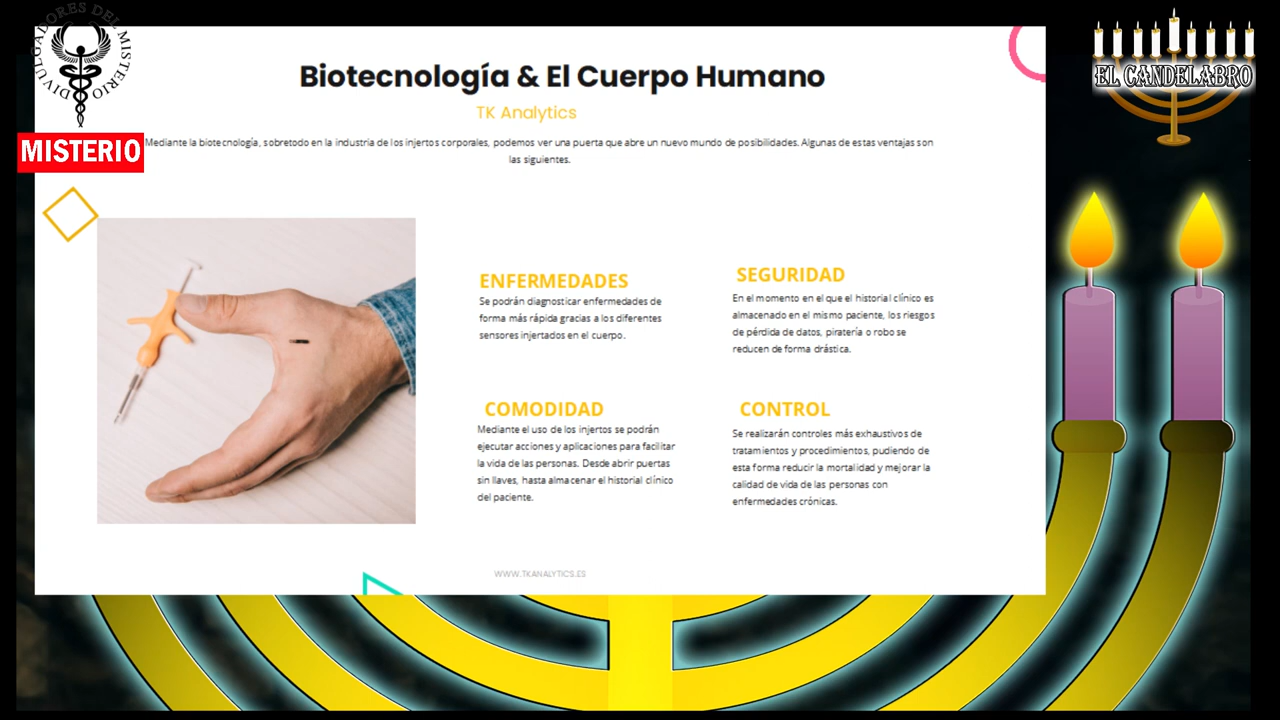 DIVULGADORES DEL MISTERIO
MISTERIO
EL CANDELABRO
Biotecnología & El Cuerpo Humano
TK Analytics
Mediante la biotecnología, sobretodo en la industria de los injertos corporales, podemos ver una puerta que abre un nuevo mundo de posibilidades. Algunas de estas ventajas son
las siguientes.
ENFERMEDADES
Se podrán diagnosticar enfermedades de
forma más rápida gracias a los diferentes
sensores injertados en el cuerpo.
SEGURIDAD
En el momento en el que el historial clínico es
almacenado en el mismo paciente, los riesgos
de pérdida de datos, piratería o robo se
reducen de forma drástica.
COMODIDAD
Mediante el uso de los injertos se podrán
ejecutar acciones y aplicaciones para facilitar
la vida de las personas. Desde abrir puertas
sin llaves, hasta almacenar el historial clínico
del paciente.
CONTROL
Se realizarán controles más exhaustivos de
tratamientos y procedimientos, pudiendo de
esta forma reducir la mortalidad y mejorar la
calidad de vida de las personas con
enfermedades crónicas.
WWW.TKANALYTICS.ES